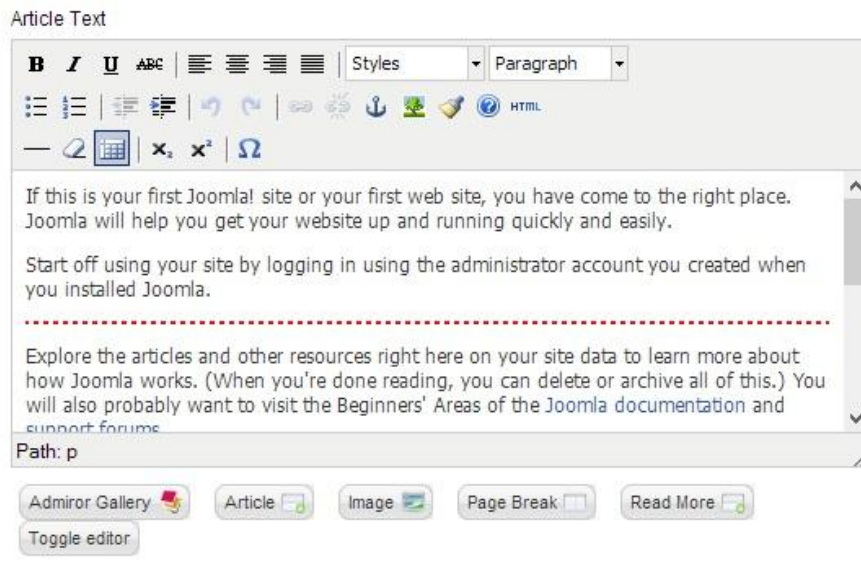 Article Text
B I U ABC Styles Paragraph
HTML
x₂ x² Ω
If this is your first Joomla! site or your first web site, you have come to the right place.
Joomla will help you get your website up and running quickly and easily.
Start off using your site by logging in using the administrator account you created when
you installed Joomla.
Explore the articles and other resources right here on your site data to learn more about
how Joomla works. (When you're done reading, you can delete or archive all of this.) You
will also probably want to visit the Beginners' Areas of the Joomla documentation and
support forums
Path: p
Admiror Gallery Article Image Page Break Read More
Toggle editor